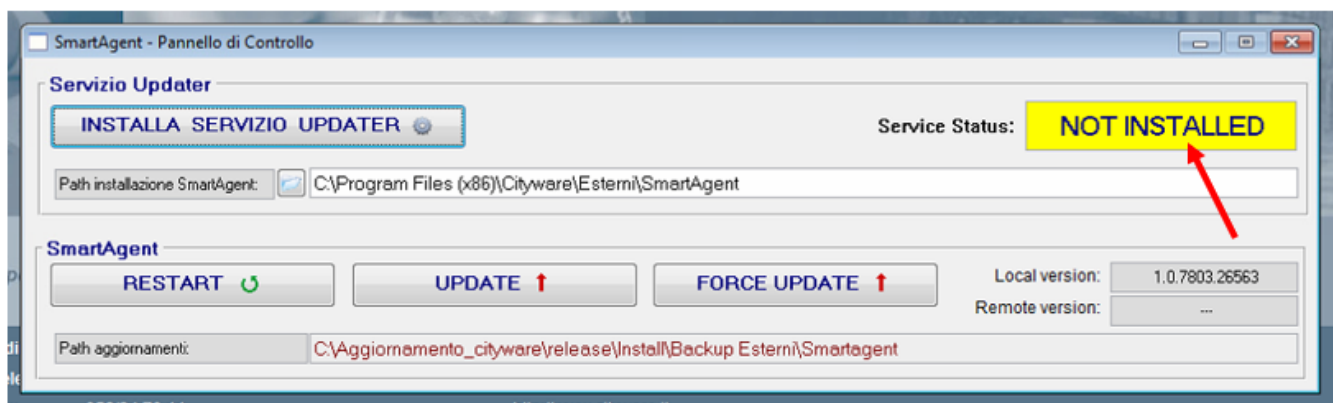 SmartAgent - Pannello di Controllo
Servizio Updater
INSTALLA SERVIZIO UPDATER
Service Status: NOT INSTALLED
Path installazione SmartAgent: C:\Program Files (x86)\Cityware\Esterni\SmartAgent
SmartAgent
RESTART UPDATE FORCE UPDATE
Local version: 1.0.7803.26563
Remote version: ...
Path aggiornamenti: C:\Aggiornamento_cityware\release\Install\Backup Esterni\Smartagent